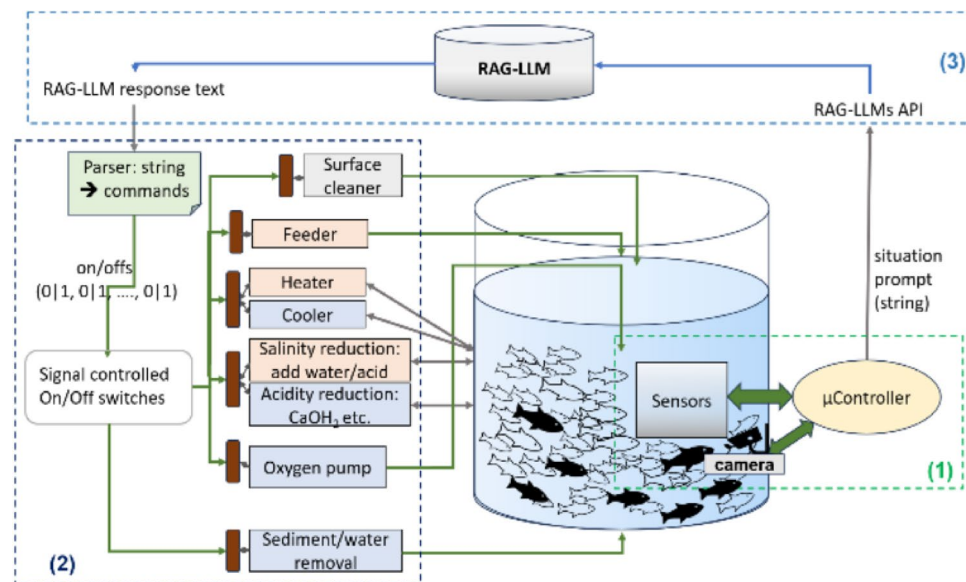 RAG-LLM
(3)
RAG-LLM response text
RAG-LLMs API
Parser: string
➔ commands
Surface
cleaner
Feeder
on/offs
(0|1, 0|1, ...., 0|1)
Heater
Cooler
situation
prompt
(string)
Salinity reduction:
add water/acid
Signal controlled
On/Off switches
Acidity reduction:
CaOH₂ etc.
Sensors
µController
Oxygen pump
camera
(1)
Sediment/water
removal
(2)